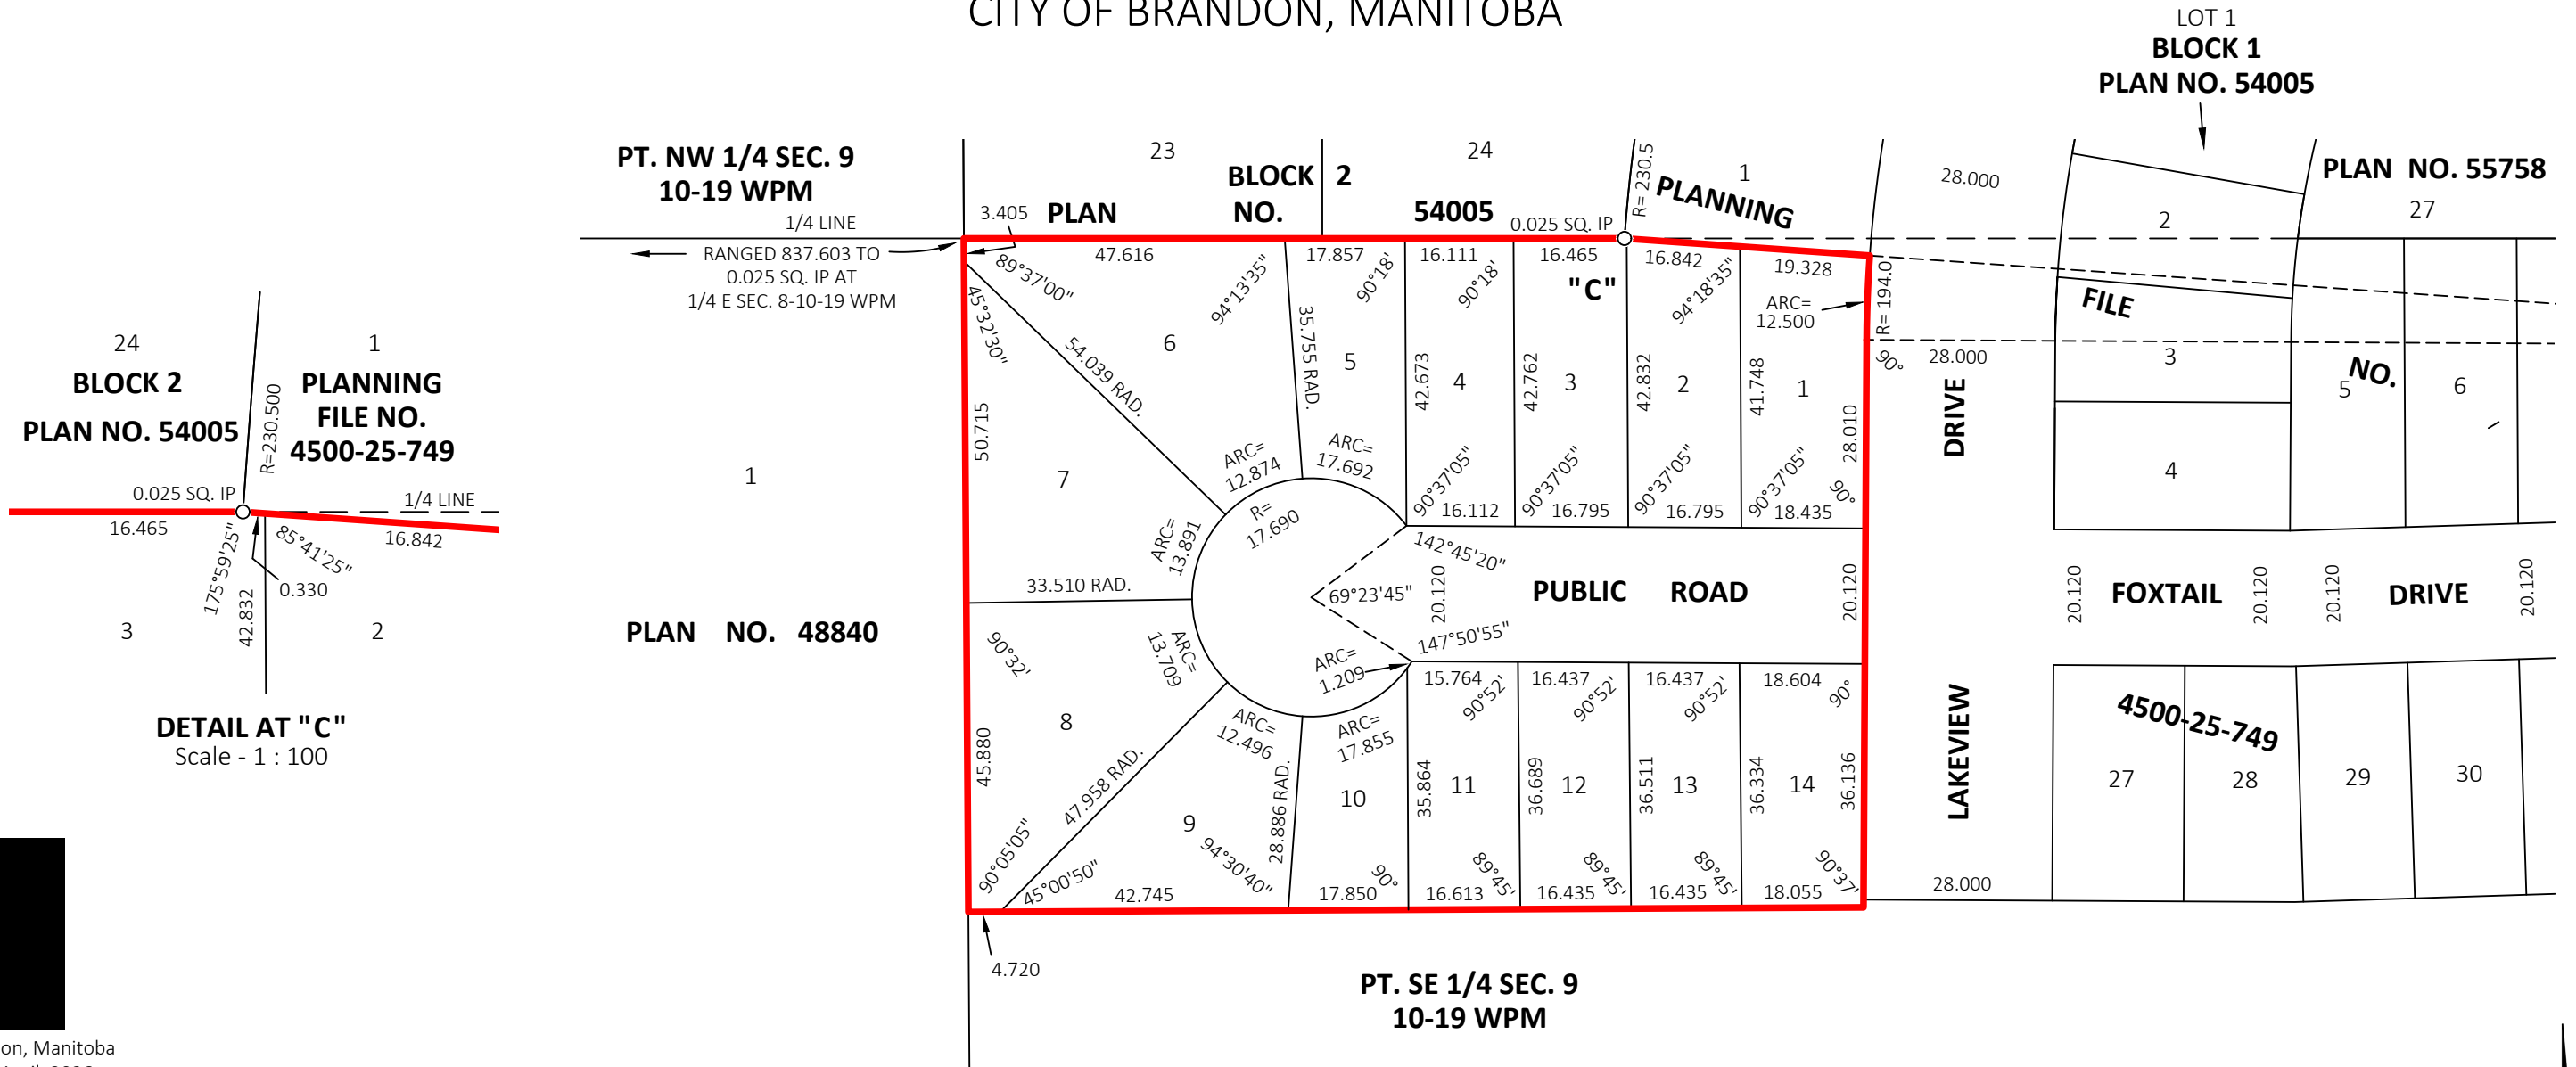 CITY OF BRANDON, MANITOBA
LOT 1
BLOCK 1
PLAN NO. 54005
PT. NW 1/4 SEC. 9
10-19 WPM
1/4 LINE
RANGED 837.603 TO
0.025 SQ. IP AT
1/4 E SEC. 8-10-19 WPM
3.405
23
24
BLOCK 2
PLAN NO. 54005
0.025 SQ. IP
R= 230.5
1
PLANNING
28.000
2
PLAN NO. 55758
27
47.616
17.857
16.111
16.465
16.842
19.328
"C"
89°37'00"
94°13'35"
90°18'
90°18'
94°18'35"
ARC=
12.500
R= 194.0
FILE
45°32'30"
54.039 RAD.
6
35.755 RAD.
5
42.673
4
42.762
3
42.832
2
41.748
1
90°
28.000
3
NO.
5
6
50.715
7
ARC=
12.874
ARC=
17.692
28.010
DRIVE
4
90°37'05"
90°37'05"
90°37'05"
90°37'05"
90°
16.112
16.795
16.795
18.435
R=
17.690
ARC=
13.891
142°45'20"
33.510 RAD.
69°23'45"
20.120
PUBLIC ROAD
20.120
20.120
FOXTAIL
20.120
20.120
DRIVE
20.120
1
PLAN NO. 48840
147°50'55"
ARC=
13.709
ARC=
1.209
90°32'
15.764
16.437
16.437
18.604
90°52'
90°52'
90°52'
90°
8
45.880
47.958 RAD.
ARC=
12.496
ARC=
17.855
9
28.886 RAD.
10
35.864
11
36.689
12
36.511
13
36.334
14
36.136
LAKEVIEW
4500-25-749
27
28
29
30
90°05'05"
45°00'50"
94°30'40"
90°
89°45'
89°45'
89°45'
90°37'
42.745
17.850
16.613
16.435
16.435
18.055
28.000
4.720
PT. SE 1/4 SEC. 9
10-19 WPM
24
BLOCK 2
PLAN NO. 54005
1
PLANNING
FILE NO.
4500-25-749
R=230.500
0.025 SQ. IP
1/4 LINE
16.465
16.842
175°59'25"
85°41'25"
0.330
42.832
3
2
DETAIL AT "C"
Scale - 1 : 100
on, Manitoba